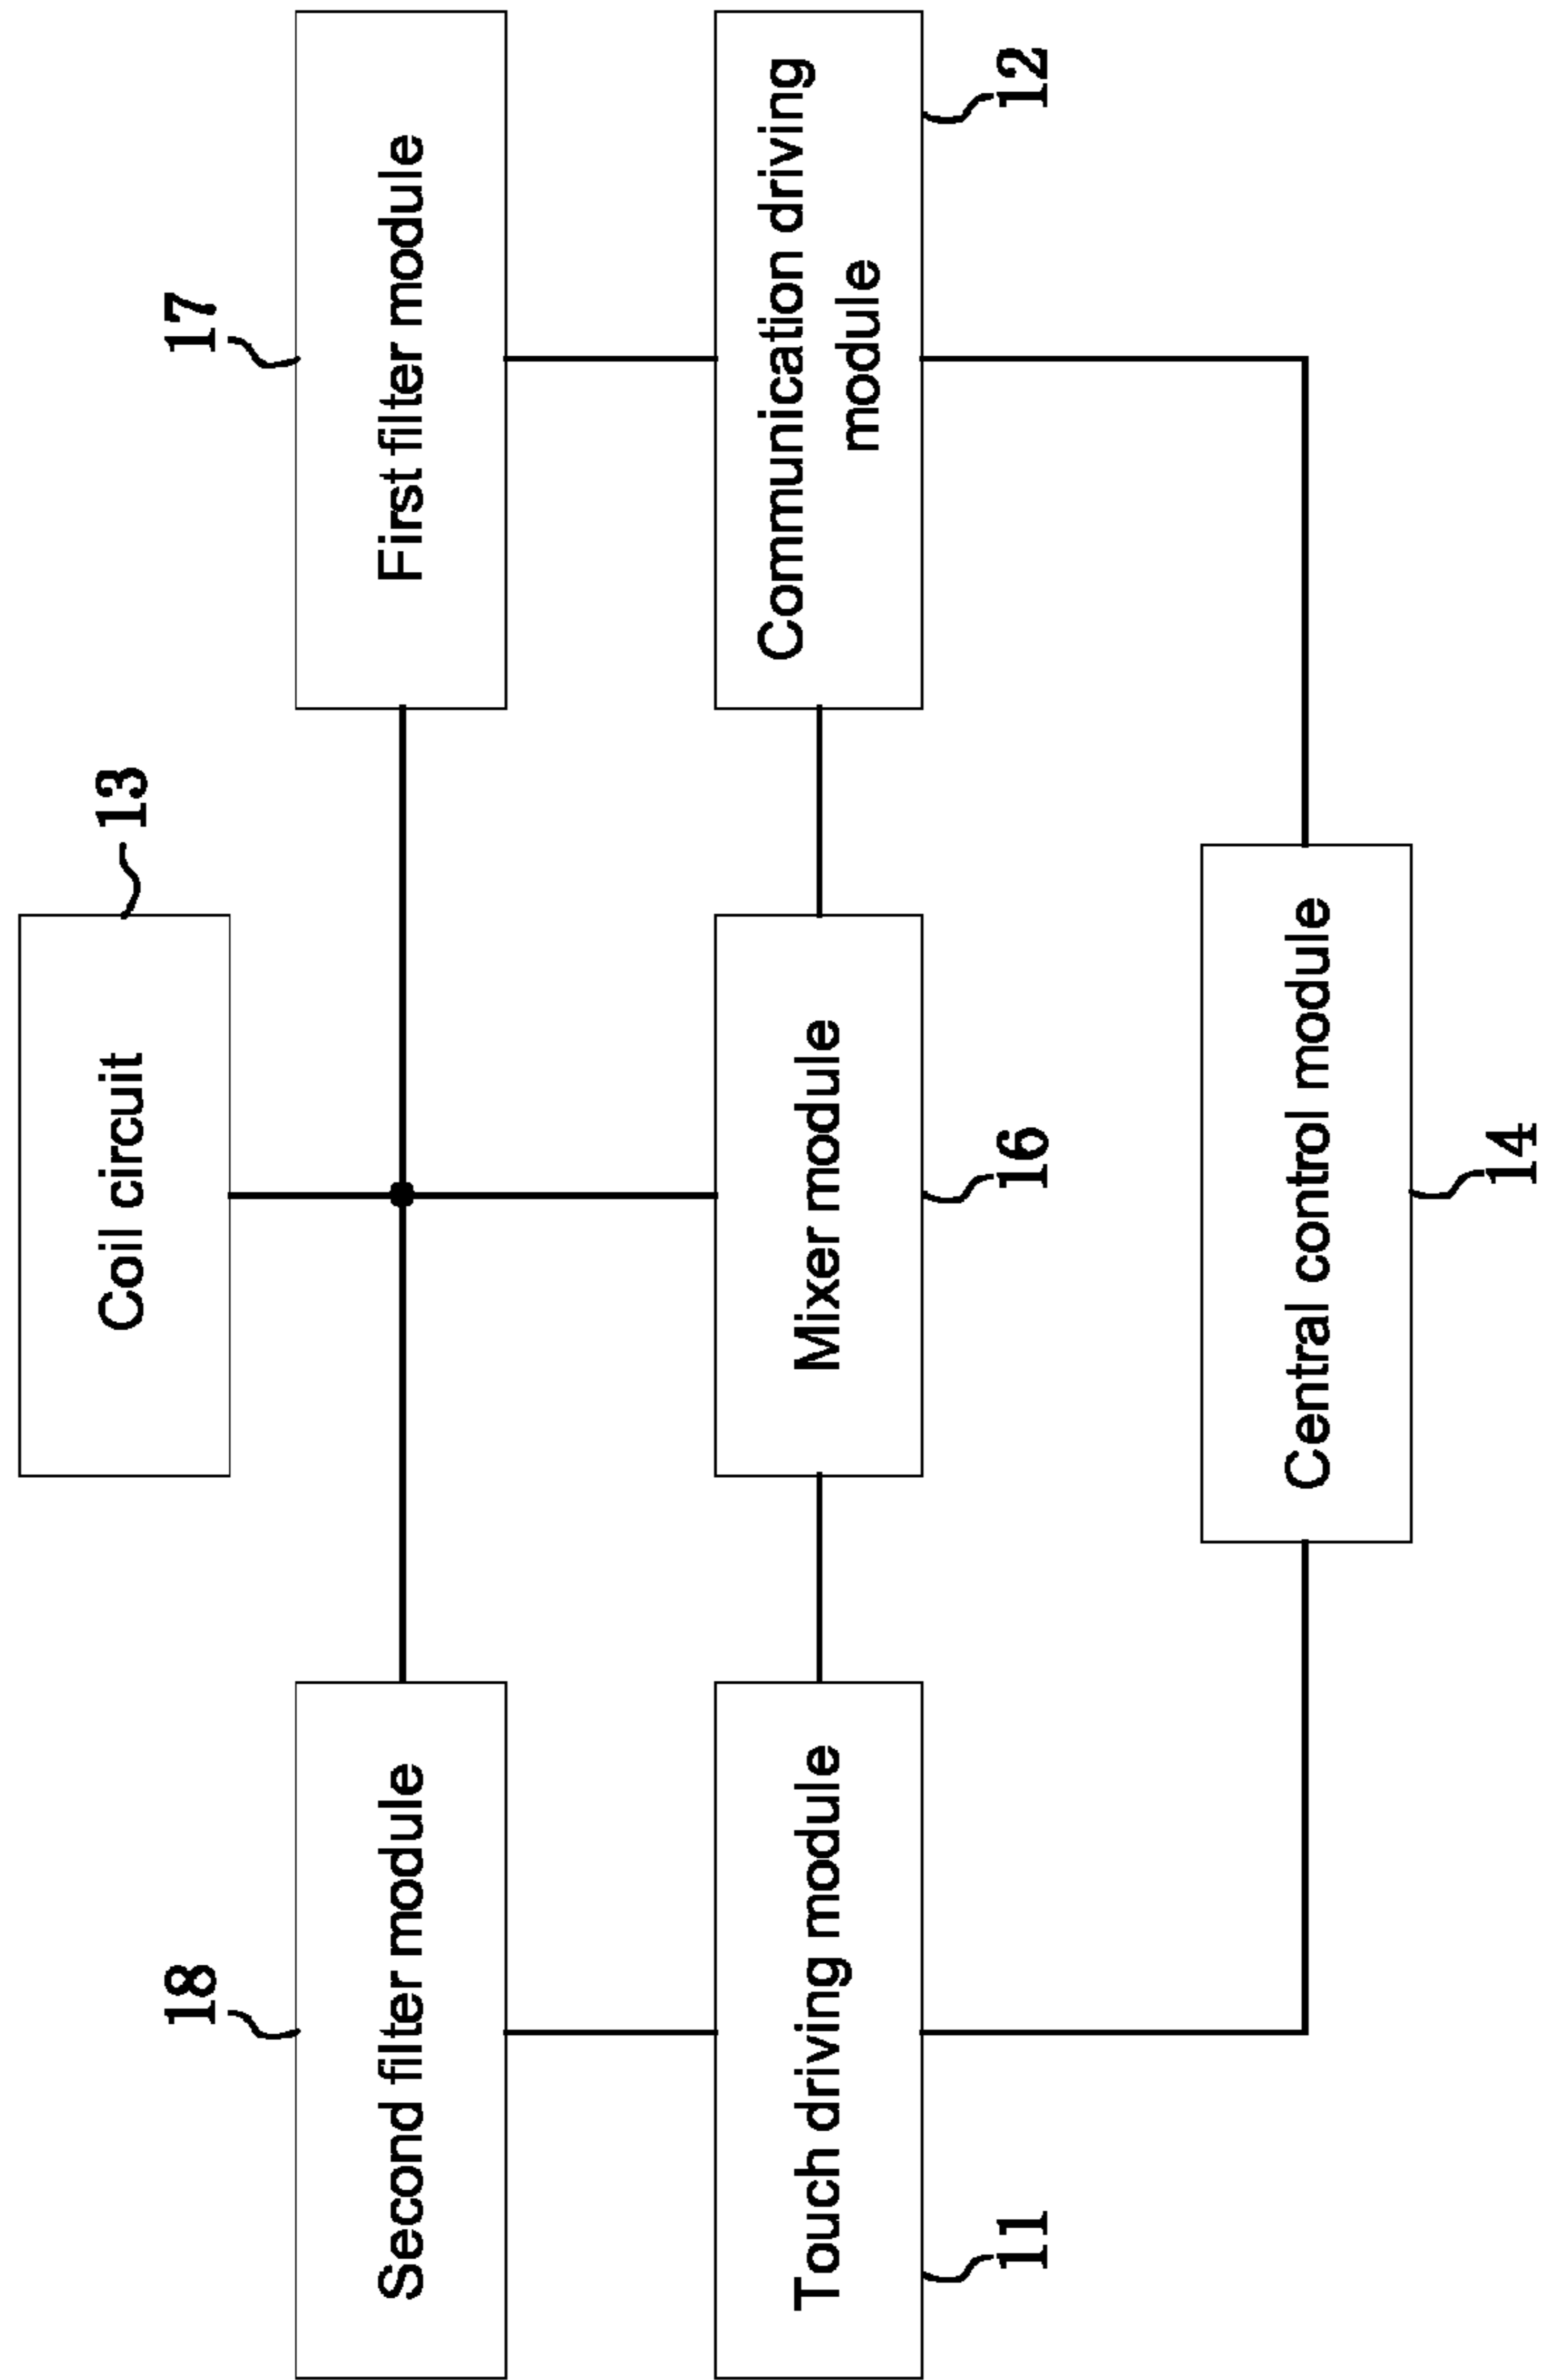 Coil circuit
13
18
17
Second filter module
First filter module
Touch driving module
Mixer module
Communication driving
module
11
16
12
Central control module
14